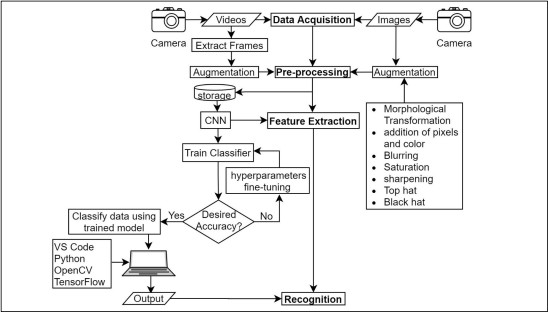 Videos
Data Acquisition
Images
Camera
Camera
Extract Frames
Augmentation
Pre-processing
Augmentation
storage
CNN
Feature Extraction
Morphological
Transformation
addition of pixels
and color
Blurring
Saturation
sharpening
Top hat
Black hat
Train Classifier
hyperparameters
fine-tuning
Desired
Accuracy?
Yes
No
Classify data using
trained model
VS Code
Python
OpenCV
TensorFlow
Output
Recognition